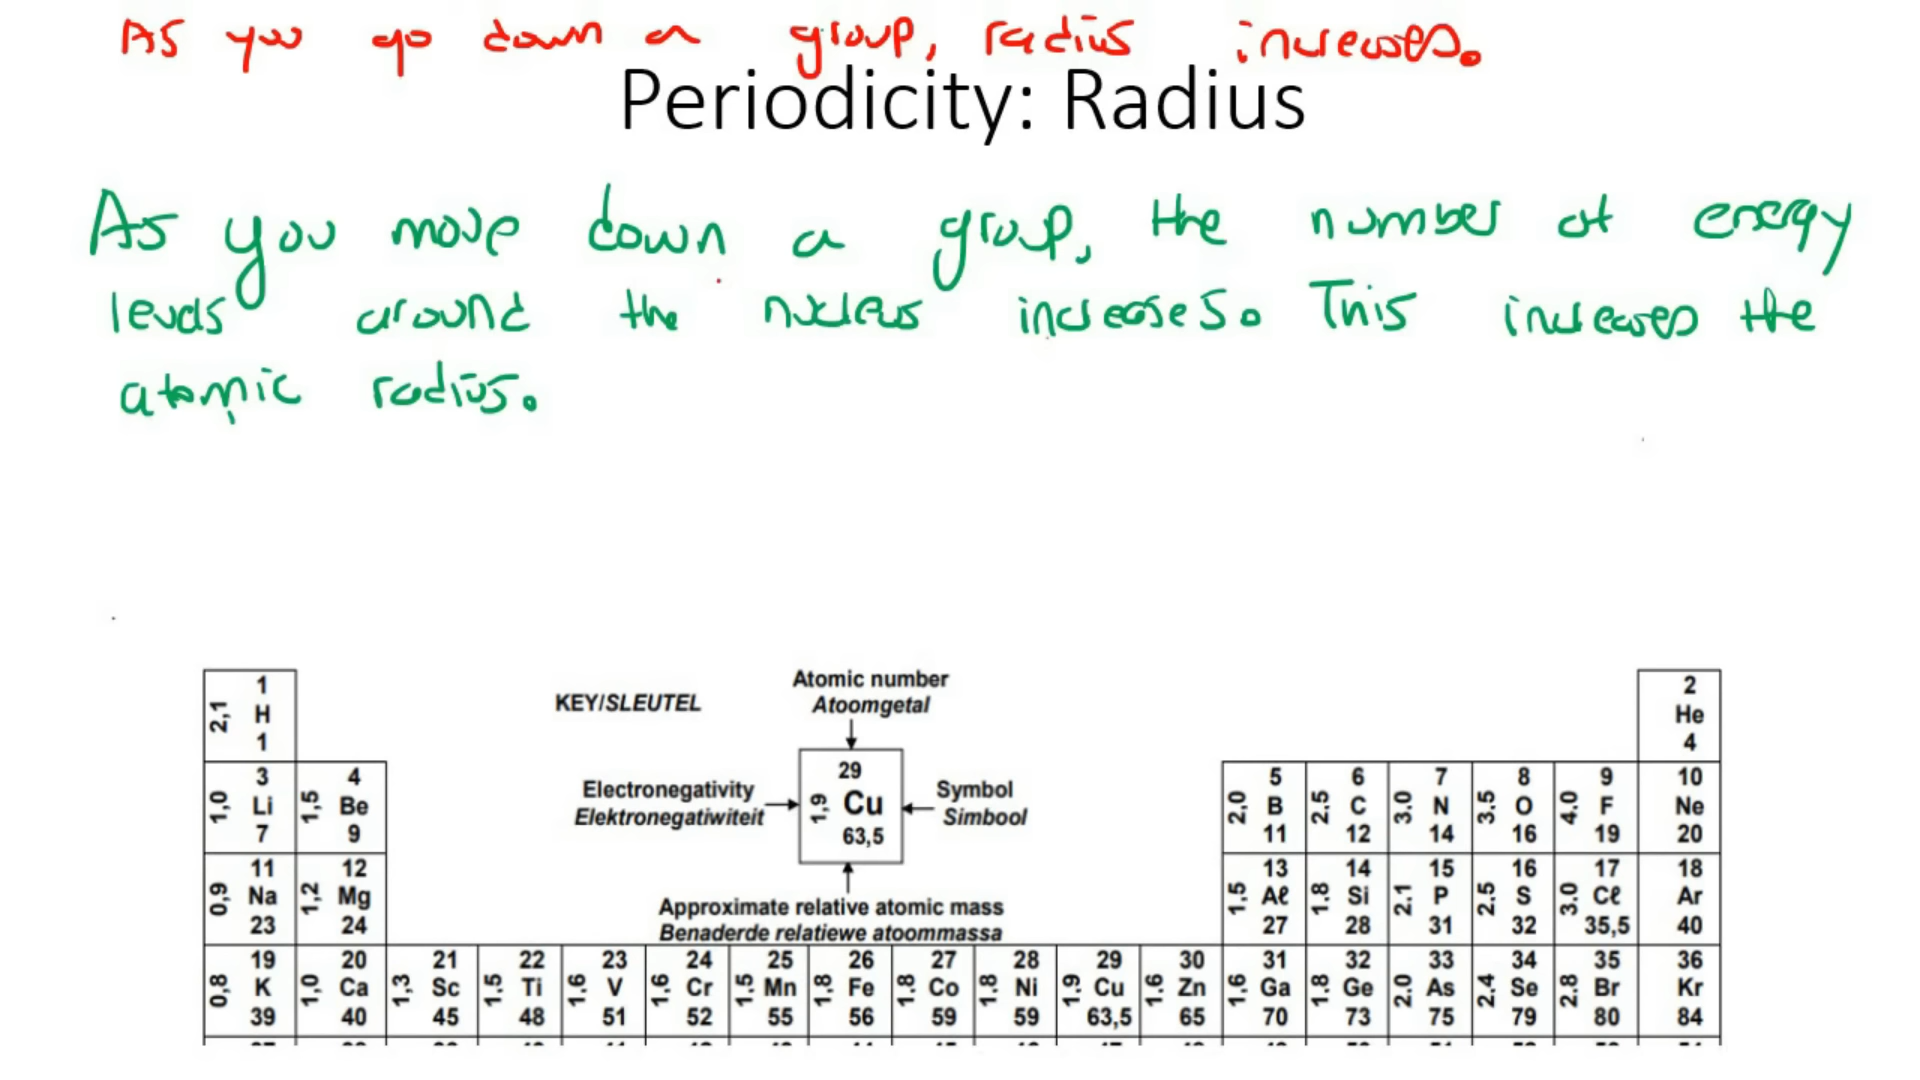 As you go down a group, radius increases.
Periodicity: Radius
As you move down a group, the number of energy
levels around the nucleus increases. This increases the
atomic radius.
KEY/SLEUTEL
Atomic number
Atoomgetal
Electronegativity
Elektronegatiwiteit
29
1,9 Cu
63,5
Symbol
Simbool
Approximate relative atomic mass
Benaderde relatiewe atoommassa
1 2
2,1 H He
1 4
3 4 5 6 7 8 9 10
1,0 Li 1,5 Be 2,0 B 2,5 C 3,0 N 3,5 O 4,0 F Ne
7 9 11 12 14 16 19 20
11 12 13 14 15 16 17 18
0,9 Na 1,2 Mg 1,5 Aℓ 1,8 Si 2,1 P 2,5 S 3,0 Cℓ Ar
23 24 27 28 31 32 35,5 40
19 20 21 22 23 24 25 26 27 28 29 30 31 32 33 34 35 36
0,8 K 1,0 Ca 1,3 Sc 1,5 Ti 1,6 V 1,6 Cr 1,5 Mn 1,8 Fe 1,8 Co 1,8 Ni 1,9 Cu 1,6 Zn 1,6 Ga 1,8 Ge 2,0 As 2,4 Se 2,8 Br Kr
39 40 45 48 51 52 55 56 59 59 63,5 65 70 73 75 79 80 84